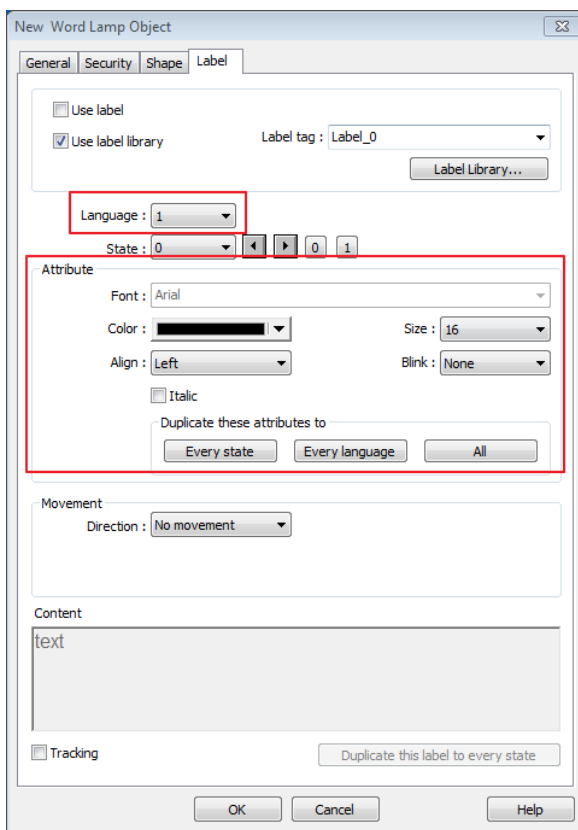 New Word Lamp Object
General Security Shape Label
Use label
Use label library Label tag : Label_0
Label Library...
Language : 1
State : 0 0 1
Attribute
Font : Arial
Color : Size : 16
Align : Left Blink : None
Italic
Duplicate these attributes to
Every state Every language All
Movement
Direction : No movement
Content
text
Tracking Duplicate this label to every state
OK Cancel Help